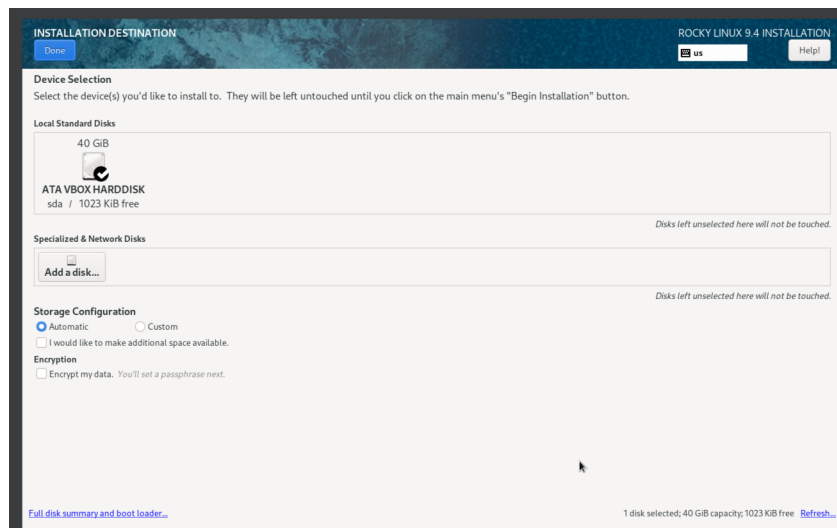 INSTALLATION DESTINATION
ROCKY LINUX 9.4 INSTALLATION
Done
us
Help!
Device Selection
Select the device(s) you'd like to install to. They will be left untouched until you click on the main menu's "Begin Installation" button.
Local Standard Disks
40 GiB
ATA VBOX HARDDISK
sda / 1023 KiB free
Disks left unselected here will not be touched.
Specialized & Network Disks
Add a disk...
Disks left unselected here will not be touched.
Storage Configuration
Automatic Custom
I would like to make additional space available.
Encryption
Encrypt my data. You'll set a passphrase next.
Full disk summary and boot loader...
1 disk selected; 40 GiB capacity; 1023 KiB free Refresh...